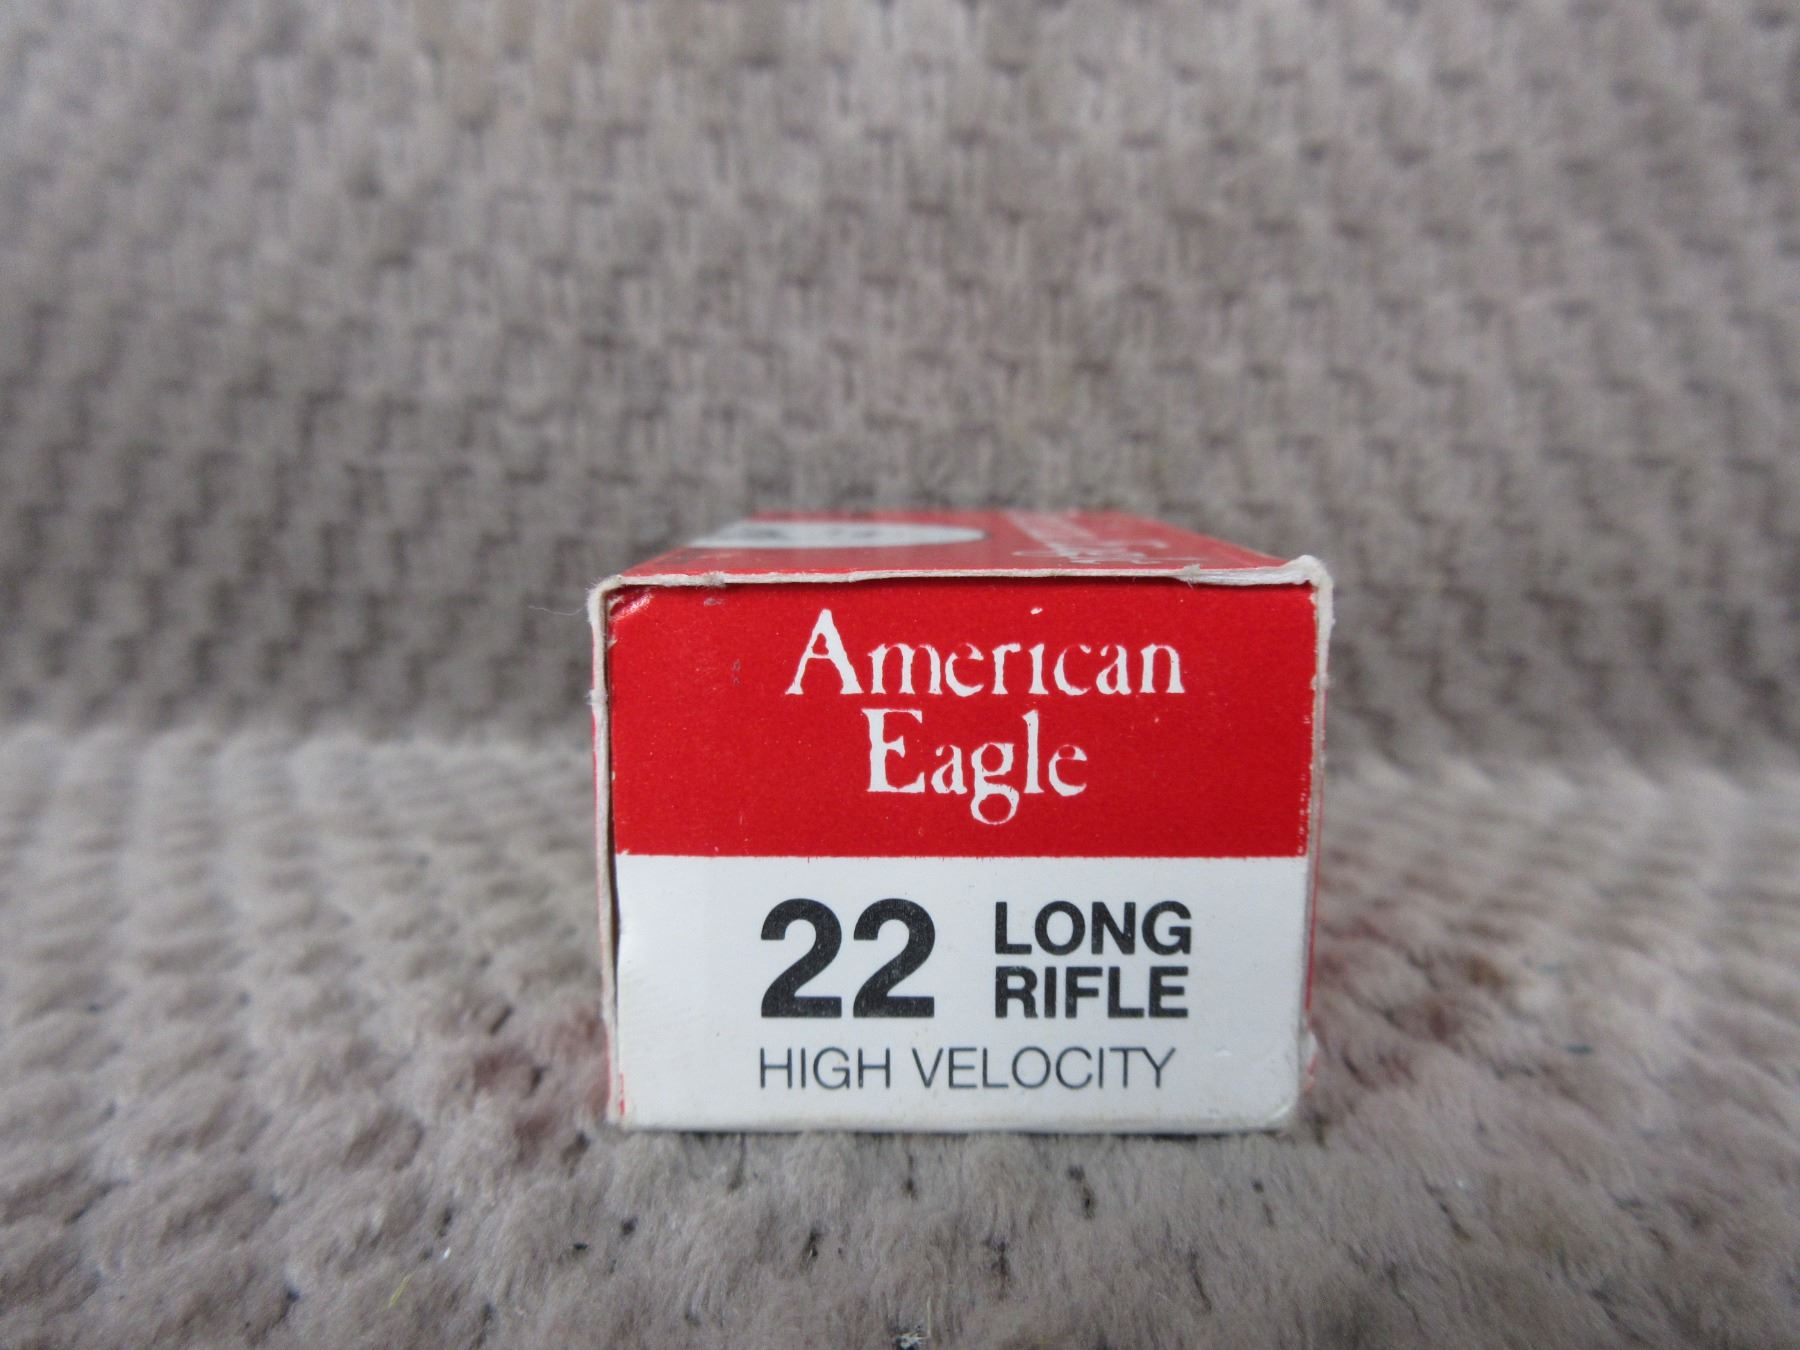 American
Eagle
22 LONG
RIFLE
HIGH VELOCITY